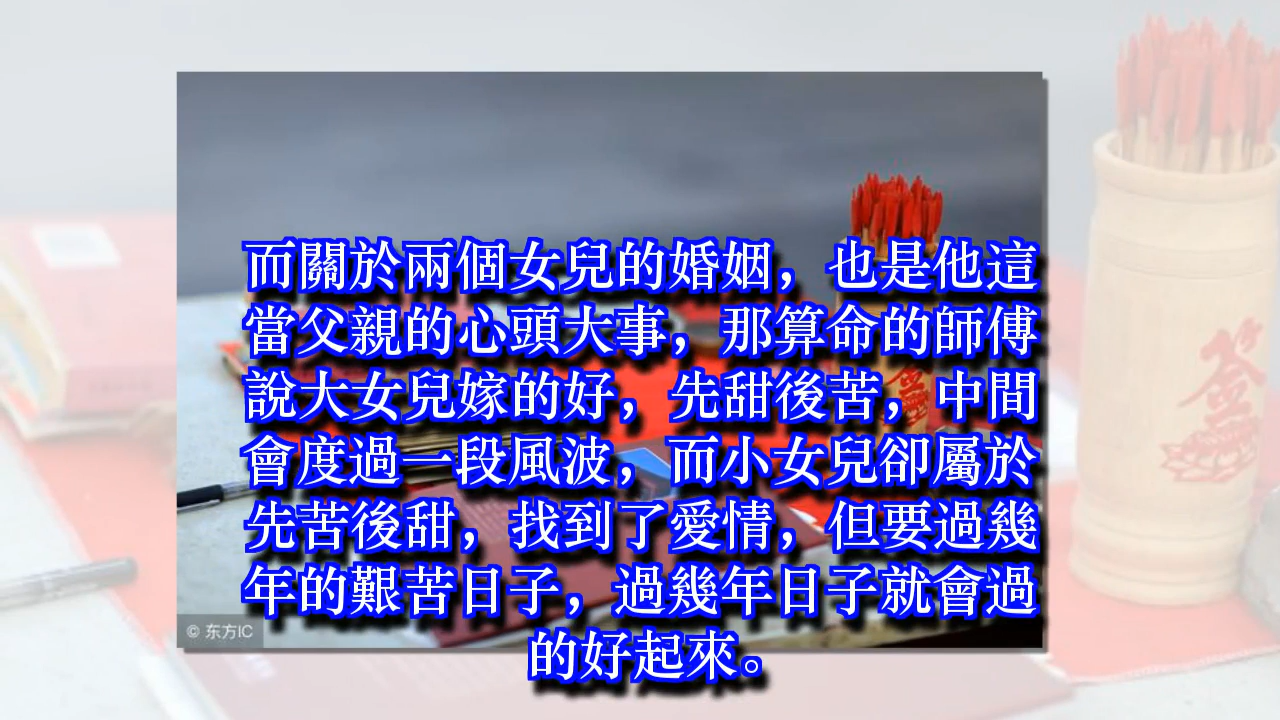 而關於兩個女兒的婚姻，也是他這
當父親的心頭大事，那算命的師傅
說大女兒嫁的好，先甜後苦，中間
會度過一段風波，而小女兒卻屬於
先苦後甜，找到了愛情，但要過幾
年的艱苦日子，過幾年日子就會過
的好起來。
© 东方IC
签